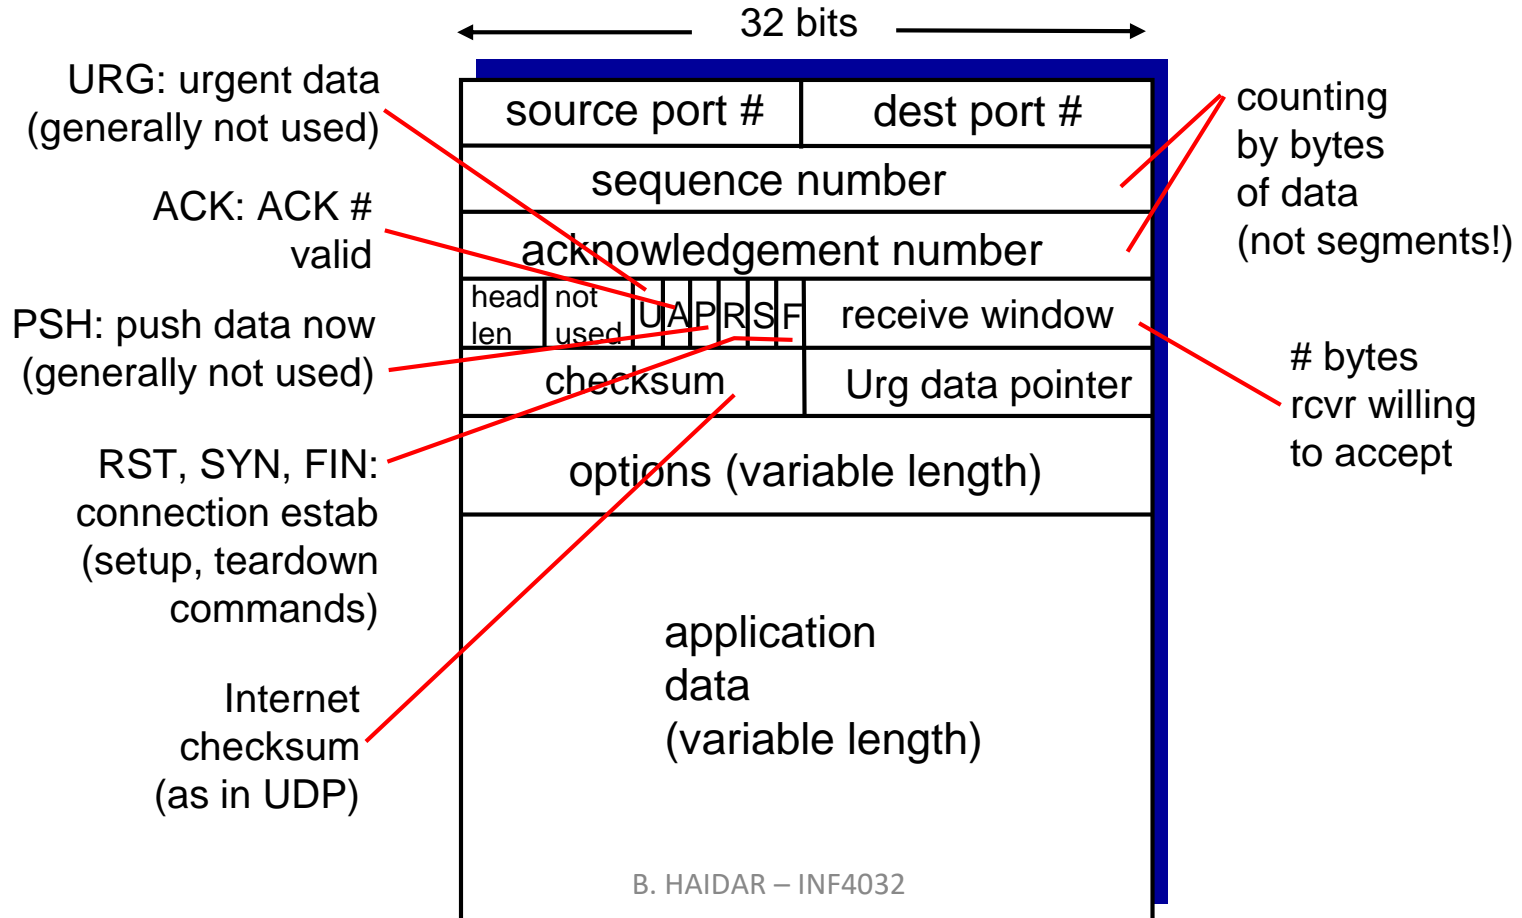 32 bits
URG: urgent data
(generally not used)
ACK: ACK #
valid
PSH: push data now
(generally not used)
RST, SYN, FIN:
connection estab
(setup, teardown
commands)
Internet
checksum
(as in UDP)
source port #
dest port #
sequence number
acknowledgement number
head
len
not
used
U
A
P
R
S
F
receive window
checksum
Urg data pointer
options (variable length)
application
data
(variable length)
counting
by bytes
of data
(not segments!)
# bytes
rcvr willing
to accept
B. HAIDAR – INF4032